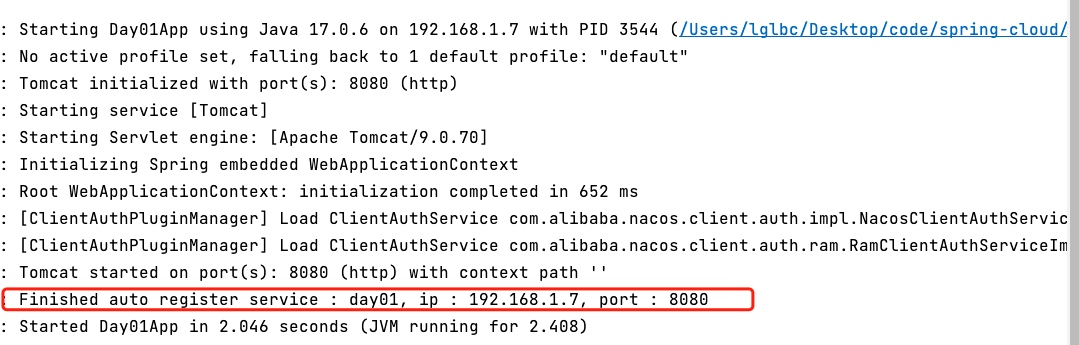 : Starting Day01App using Java 17.0.6 on 192.168.1.7 with PID 3544 (/Users/lglbc/Desktop/code/spring-cloud/
: No active profile set, falling back to 1 default profile: "default"
: Tomcat initialized with port(s): 8080 (http)
: Starting service [Tomcat]
: Starting Servlet engine: [Apache Tomcat/9.0.70]
: Initializing Spring embedded WebApplicationContext
: Root WebApplicationContext: initialization completed in 652 ms
: [ClientAuthPluginManager] Load ClientAuthService com.alibaba.nacos.client.auth.impl.NacosClientAuthServic
: [ClientAuthPluginManager] Load ClientAuthService com.alibaba.nacos.client.auth.ram.RamClientAuthServiceIm
: Tomcat started on port(s): 8080 (http) with context path ''
: Finished auto register service : day01, ip : 192.168.1.7, port : 8080
: Started Day01App in 2.046 seconds (JVM running for 2.408)